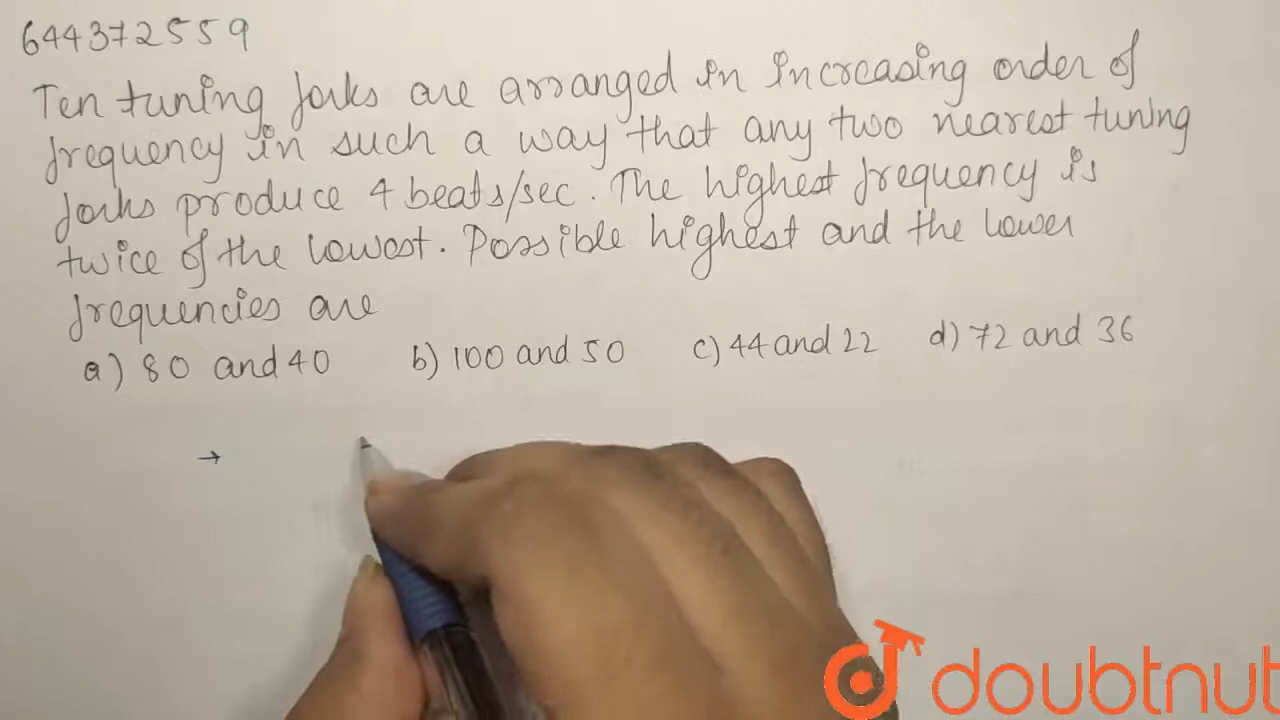 644372559
Ten tuning forks are arranged in increasing order of
frequency in such a way that any two nearest tuning
forks produce 4 beats/sec. The highest frequency is
twice of the lowest. Possible highest and the lower
frequencies are
a) 80 and 40 b) 100 and 50 c) 44 and 22 d) 72 and 36
→
doubtnut